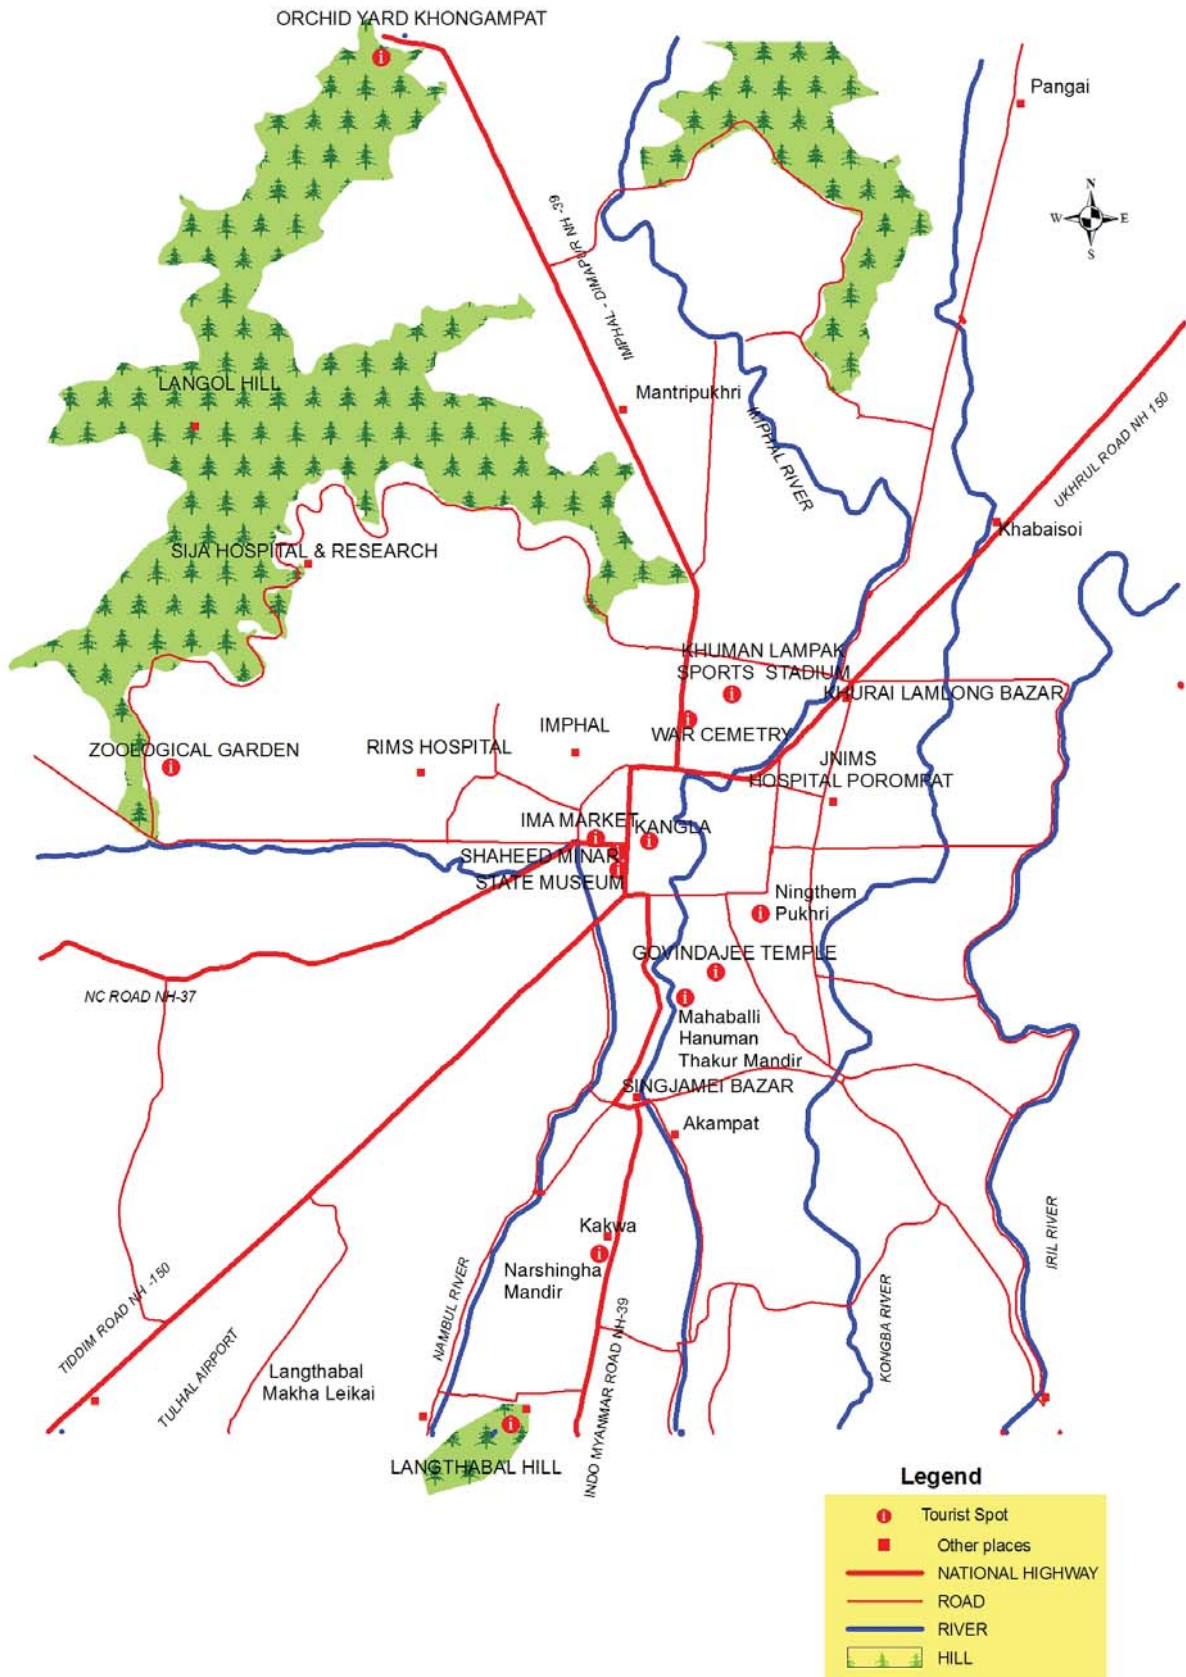 ORCHID YARD KHONGAMPAT
Pangai
N
W
E
S
IMPHAL - DIMAPUR NH -39
LANGOL HILL
Mantripukhri
IMPHAL RIVER
UKHRUL ROAD NH 150
Khabaisoi
SIJA HOSPITAL & RESEARCH
KHUMAN LAMPAK
SPORTS STADIUM
KHURAI LAMLONG BAZAR
WAR CEMETRY
IMPHAL
RIMS HOSPITAL
ZOOLOGICAL GARDEN
JNIMS
HOSPITAL POROMPAT
IMA MARKET
KANGLA
SHAHEED MINAR
STATE MUSEUM
Ningthem
Pukhri
GOVINDAJEE TEMPLE
NC ROAD NH-37
Mahaballi
Hanuman
Thakur Mandir
SINGJAMEI BAZAR
Akampat
Kakwa
Narshingha
Mandir
NAMBUL RIVER
IRIL RIVER
KONGBA RIVER
TIDDIM ROAD NH -150
TULHAL AIRPORT
Langthabal
Makha Leikai
INDO MYANMAR ROAD NH-39
LANGTHABAL HILL
Legend
Tourist Spot
Other places
NATIONAL HIGHWAY
ROAD
RIVER
HILL